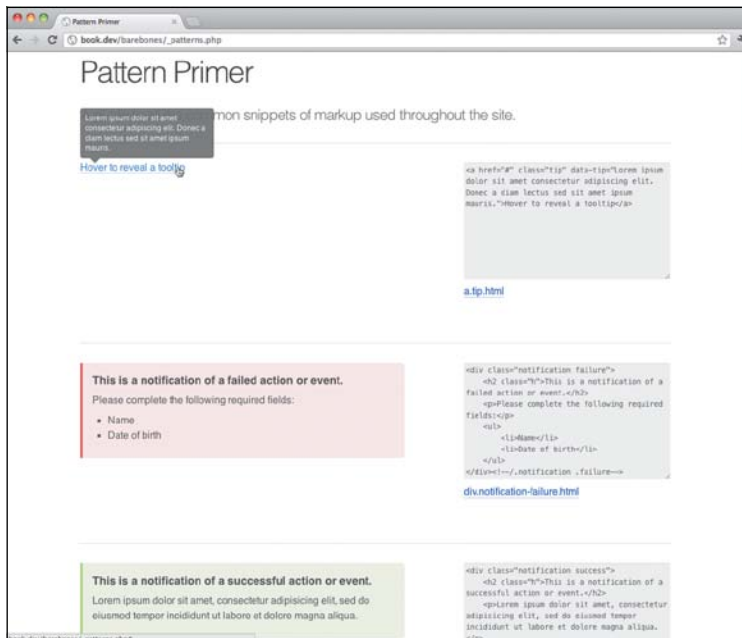 Pattern Primer
book.dev/barebones/_patterns.php
Pattern Primer
mon snippets of markup used throughout the site.
Lorem ipsum dolor sit amet
consectetur adipiscing elit. Donec a
diam lectus sed sit amet ipsum
mauris.
Hover to reveal a tooltip
<a href="#" class="tip" data-tip="Lorem ipsum
dolor sit amet consectetur adipiscing elit.
Donec a diam lectus sed sit amet ipsum
mauris.">Hover to reveal a tooltip</a>
a.tip.html
This is a notification of a failed action or event.
Please complete the following required fields:
• Name
• Date of birth
<div class="notification failure">
<h2 class="h">This is a notification of a
failed action or event.</h2>
<p>Please complete the following required
fields:</p>
<ul>
<li>Name</li>
<li>Date of birth</li>
</ul>
</div><!--/.notification .failure-->
div.notification-failure.html
This is a notification of a successful action or event.
Lorem ipsum dolor sit amet, consectetur adipisicing elit, sed do
eiusmod tempor incididunt ut labore et dolore magna aliqua.
<div class="notification success">
<h2 class="h">This is a notification of a
successful action or event.</h2>
<p>Lorem ipsum dolor sit amet, consectetur
adipisicing elit, sed do eiusmod tempor
incididunt ut labore et dolore magna aliqua.